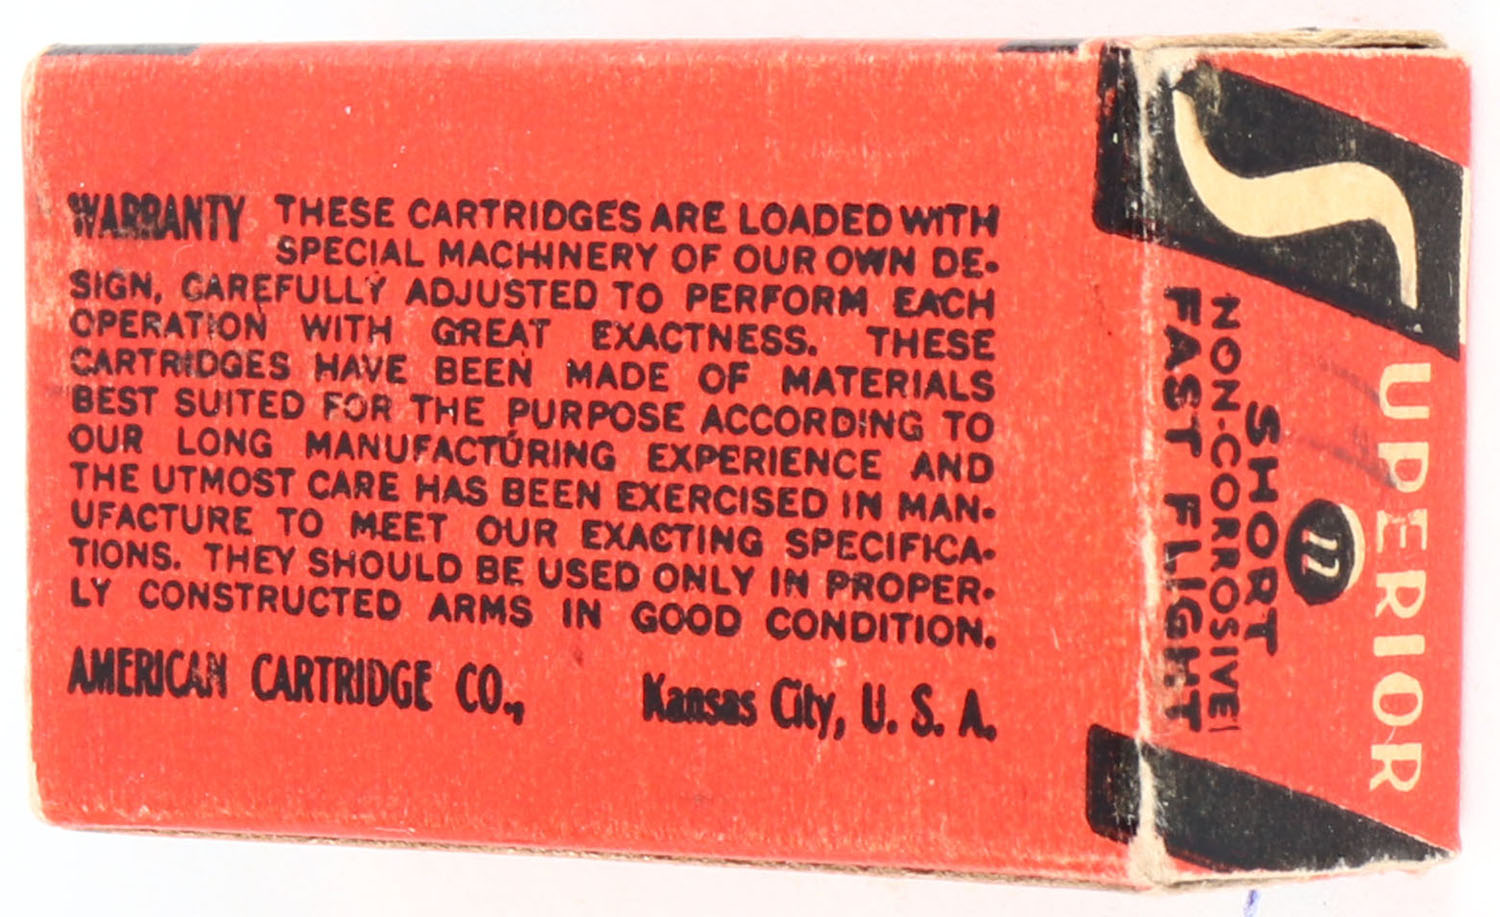 WARRANTY THESE CARTRIDGES ARE LOADED WITH
SPECIAL MACHINERY OF OUR OWN DE-
SIGN, CAREFULLY ADJUSTED TO PERFORM EACH
OPERATION WITH GREAT EXACTNESS. THESE
CARTRIDGES HAVE BEEN MADE OF MATERIALS
BEST SUITED FOR THE PURPOSE ACCORDING TO
OUR LONG MANUFACTURING EXPERIENCE AND
THE UTMOST CARE HAS BEEN EXERCISED IN MAN-
UFACTURE TO MEET OUR EXACTING SPECIFICA-
TIONS. THEY SHOULD BE USED ONLY IN PROPER-
LY CONSTRUCTED ARMS IN GOOD CONDITION.
AMERICAN CARTRIDGE CO., Kansas City, U. S. A.
SUPERIOR
22
SHORT
NON-CORROSIVE
FAST FLIGHT